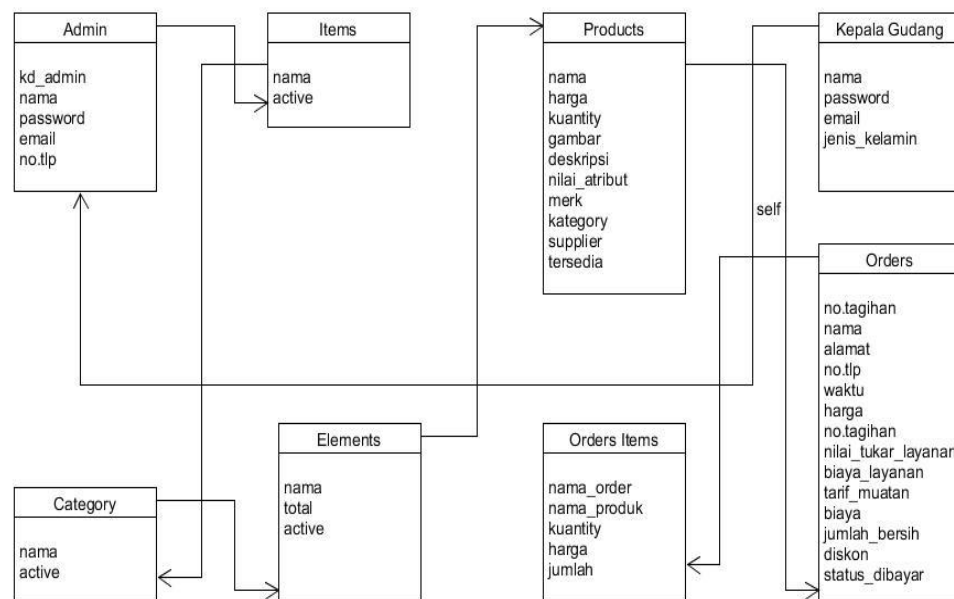 Admin
kd_admin
nama
password
email
no.tlp
Items
nama
active
Products
nama
harga
kuantity
gambar
deskripsi
nilai_atribut
merk
kategory
supplier
tersedia
Kepala Gudang
nama
password
email
jenis_kelamin
self
Orders
no.tagihan
nama
alamat
no.tlp
waktu
harga
no.tagihan
nilai_tukar_layanan
biaya_layanan
tarif_muatan
biaya
jumlah_bersih
diskon
status_dibayar
Category
nama
active
Elements
nama
total
active
Orders Items
nama_order
nama_produk
kuantity
harga
jumlah